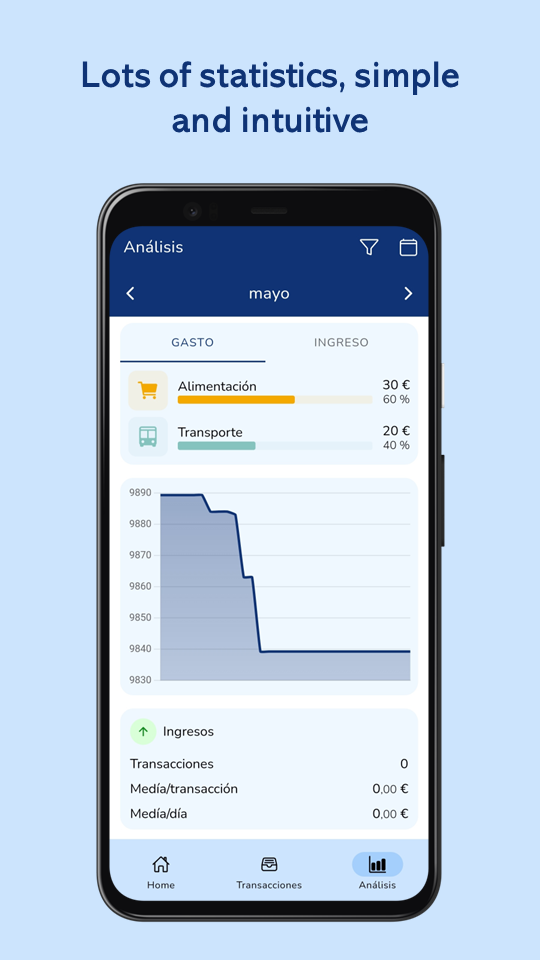 Lots of statistics, simple
and intuitive
Análisis
mayo
GASTO INGRESO
Alimentación 30 €
60 %
Transporte 20 €
40 %
9890
9880
9870
9860
9850
9840
9830
Ingresos
Transacciones 0
Medía/transacción 0,00 €
Medía/día 0,00 €
Home Transacciones Análisis